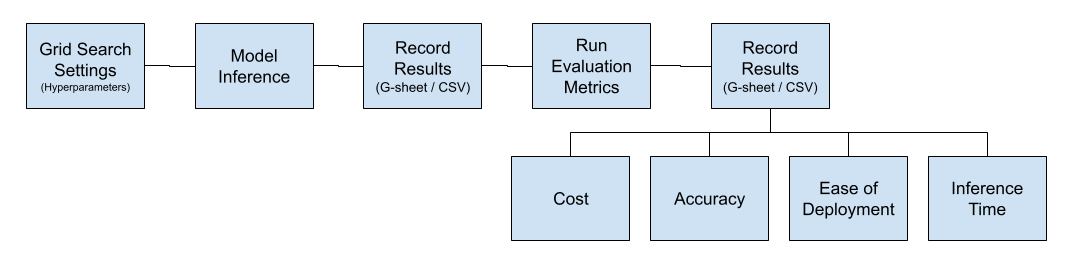 Grid Search
Settings
(Hyperparameters)
Model
Inference
Record
Results
(G-sheet / CSV)
Run
Evaluation
Metrics
Record
Results
(G-sheet / CSV)
Cost
Accuracy
Ease of
Deployment
Inference
Time